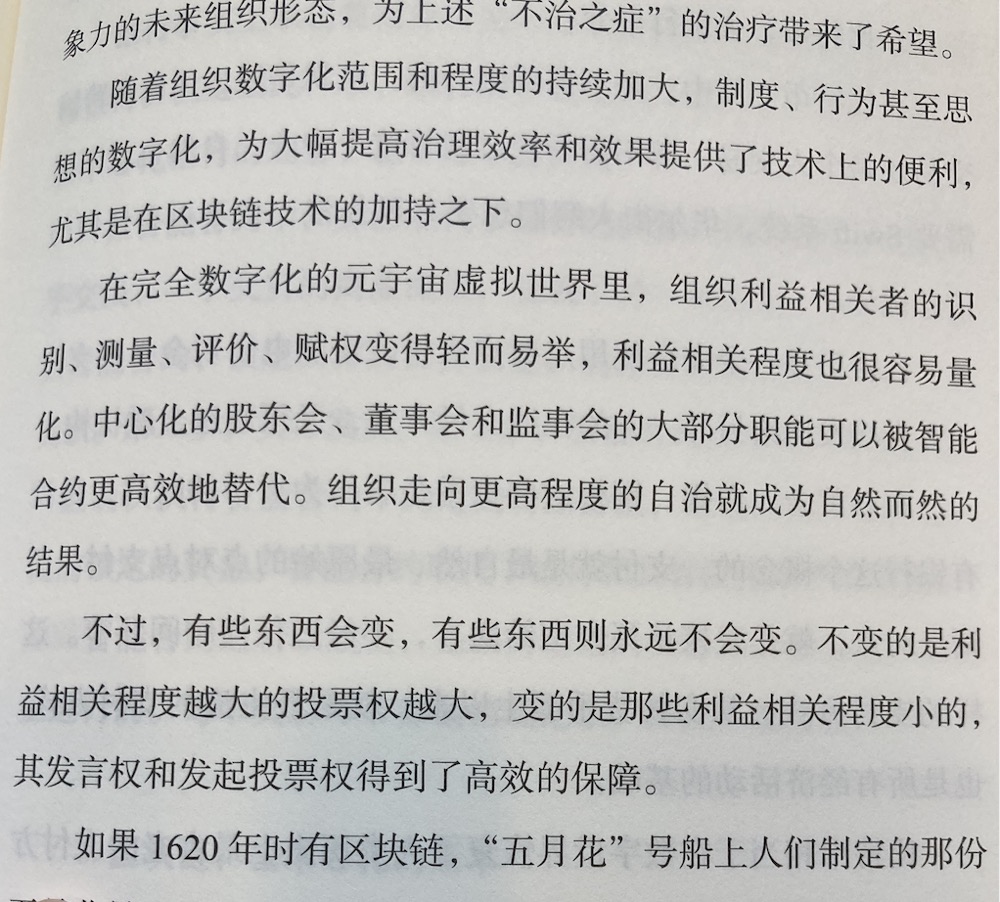 象力的未来组织形态，为上述“不治之症”的治疗带来了希望。
随着组织数字化范围和程度的持续加大，制度、行为甚至思
想的数字化，为大幅提高治理效率和效果提供了技术上的便利，
尤其是在区块链技术的加持之下。
在完全数字化的元宇宙虚拟世界里，组织利益相关者的识
别、测量、评价、赋权变得轻而易举，利益相关程度也很容易量
化。中心化的股东会、董事会和监事会的大部分职能可以被智能
合约更高效地替代。组织走向更高程度的自治就成为自然而然的
结果。
不过，有些东西会变，有些东西则永远不会变。不变的是利
益相关程度越大的投票权越大，变的是那些利益相关程度小的，
其发言权和发起投票权得到了高效的保障。
如果 1620 年时有区块链，“五月花”号船上人们制定的那份